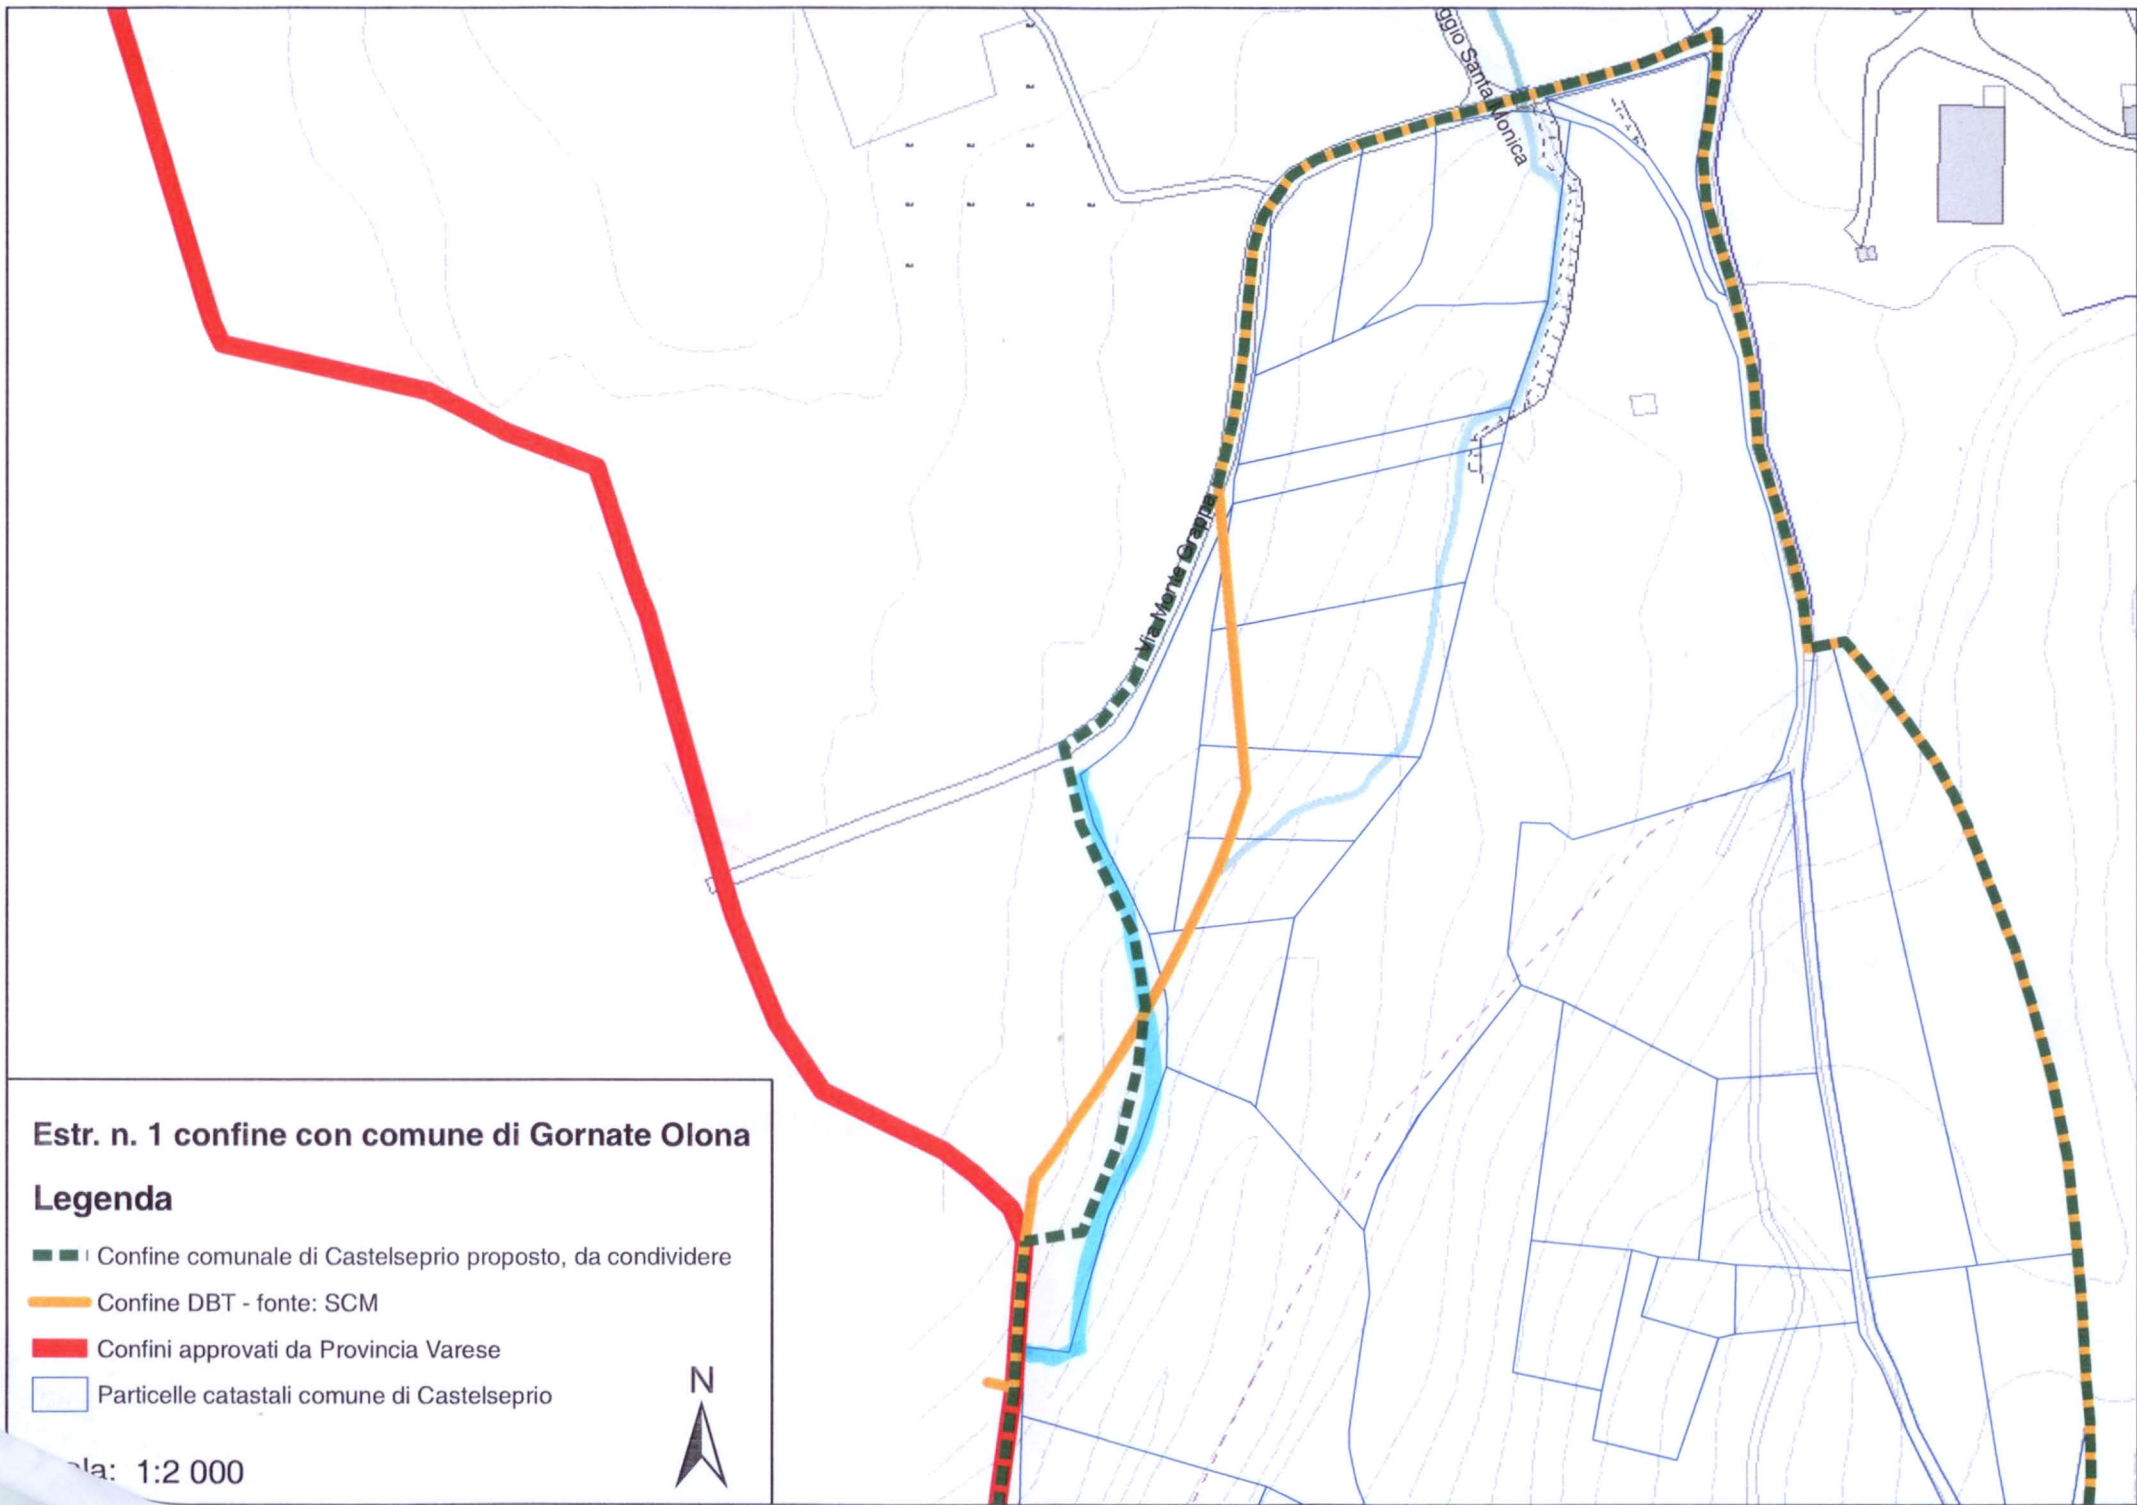 ggio Santa Monica
Via Monte Grappa
Estr. n. 1 confine con comune di Gornate Olona
Legenda
Confine comunale di Castelseprio proposto, da condividere
Confine DBT - fonte: SCM
Confini approvati da Provincia Varese
Particelle catastali comune di Castelseprio
N
ala: 1:2 000